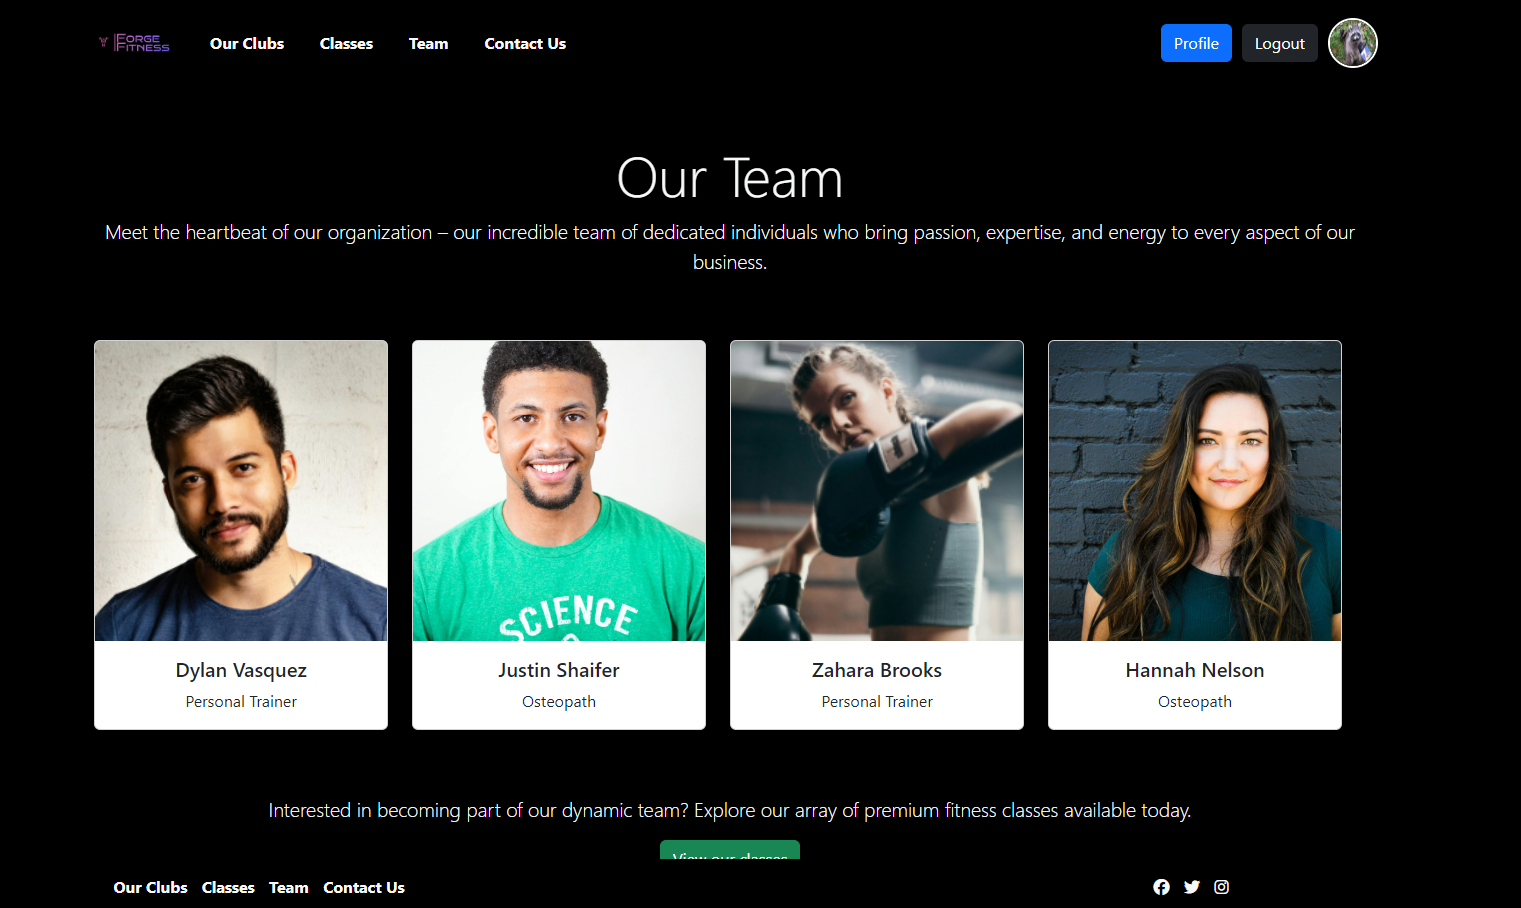 FORGE
FITNESS
Our Clubs
Classes
Team
Contact Us
Profile
Logout
Our Team
Meet the heartbeat of our organization – our incredible team of dedicated individuals who bring passion, expertise, and energy to every aspect of our
business.
SCIENCE
Dylan Vasquez
Personal Trainer
Justin Shaifer
Osteopath
Zahara Brooks
Personal Trainer
Hannah Nelson
Osteopath
Interested in becoming part of our dynamic team? Explore our array of premium fitness classes available today.
View our classes
Our Clubs
Classes
Team
Contact Us